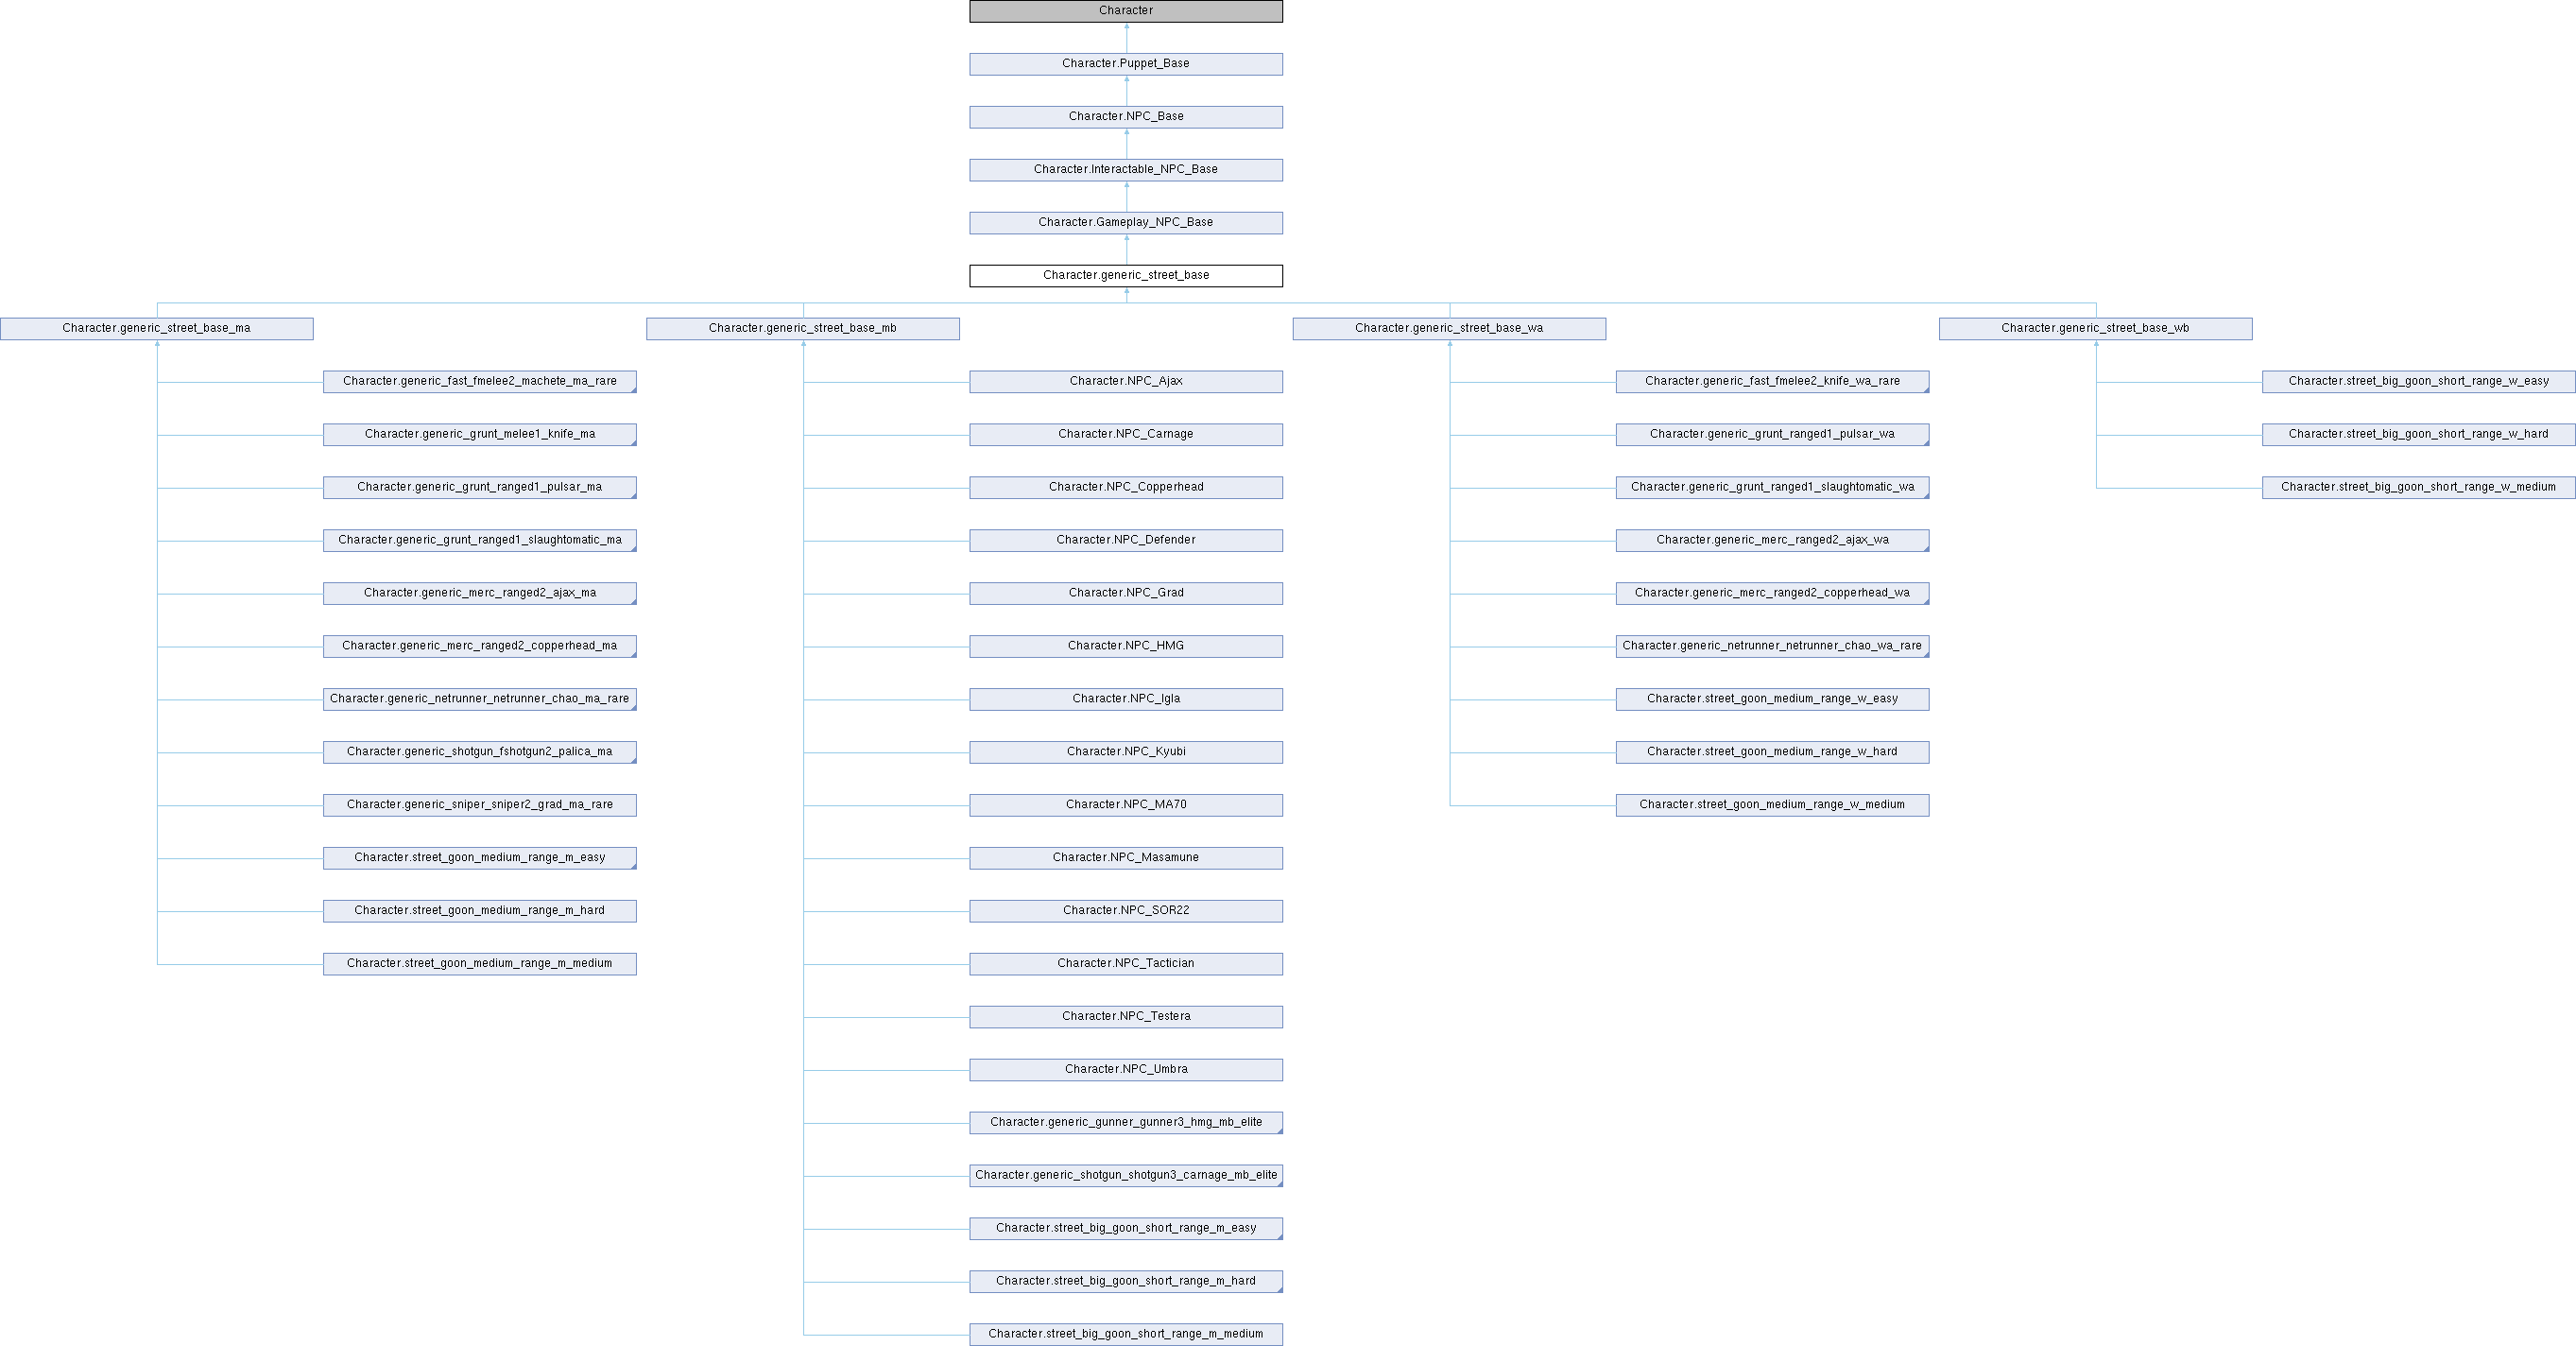 Character
Character.Puppet_Base
Character.NPC_Base
Character.Interactable_NPC_Base
Character.Gameplay_NPC_Base
Character.generic_street_base
Character.generic_street_base_ma
Character.generic_street_base_mb
Character.generic_street_base_wa
Character.generic_street_base_wb
Character.generic_fast_fmelee2_machete_ma_rare
Character.generic_grunt_melee1_knife_ma
Character.generic_grunt_ranged1_pulsar_ma
Character.generic_grunt_ranged1_slaughtomatic_ma
Character.generic_merc_ranged2_ajax_ma
Character.generic_merc_ranged2_copperhead_ma
Character.generic_netrunner_netrunner_chao_ma_rare
Character.generic_shotgun_fshotgun2_palica_ma
Character.generic_sniper_sniper2_grad_ma_rare
Character.street_goon_medium_range_m_easy
Character.street_goon_medium_range_m_hard
Character.street_goon_medium_range_m_medium
Character.NPC_Ajax
Character.NPC_Carnage
Character.NPC_Copperhead
Character.NPC_Defender
Character.NPC_Grad
Character.NPC_HMG
Character.NPC_Igla
Character.NPC_Kyubi
Character.NPC_MA70
Character.NPC_Masamune
Character.NPC_SOR22
Character.NPC_Tactician
Character.NPC_Testera
Character.NPC_Umbra
Character.generic_gunner_gunner3_hmg_mb_elite
Character.generic_shotgun_shotgun3_carnage_mb_elite
Character.street_big_goon_short_range_m_easy
Character.street_big_goon_short_range_m_hard
Character.street_big_goon_short_range_m_medium
Character.generic_fast_fmelee2_knife_wa_rare
Character.generic_grunt_ranged1_pulsar_wa
Character.generic_grunt_ranged1_slaughtomatic_wa
Character.generic_merc_ranged2_ajax_wa
Character.generic_merc_ranged2_copperhead_wa
Character.generic_netrunner_netrunner_chao_wa_rare
Character.street_goon_medium_range_w_easy
Character.street_goon_medium_range_w_hard
Character.street_goon_medium_range_w_medium
Character.street_big_goon_short_range_w_easy
Character.street_big_goon_short_range_w_hard
Character.street_big_goon_short_range_w_medium